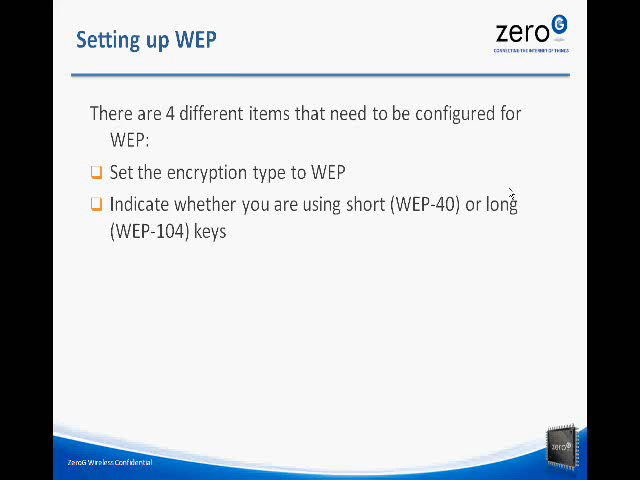 Setting up WEP
zeroG
CONNECTING THE INTERNET OF THINGS
There are 4 different items that need to be configured for
WEP:
Set the encryption type to WEP
Indicate whether you are using short (WEP-40) or long
(WEP-104) keys
zeroG
ZeroG Wireless Confidential